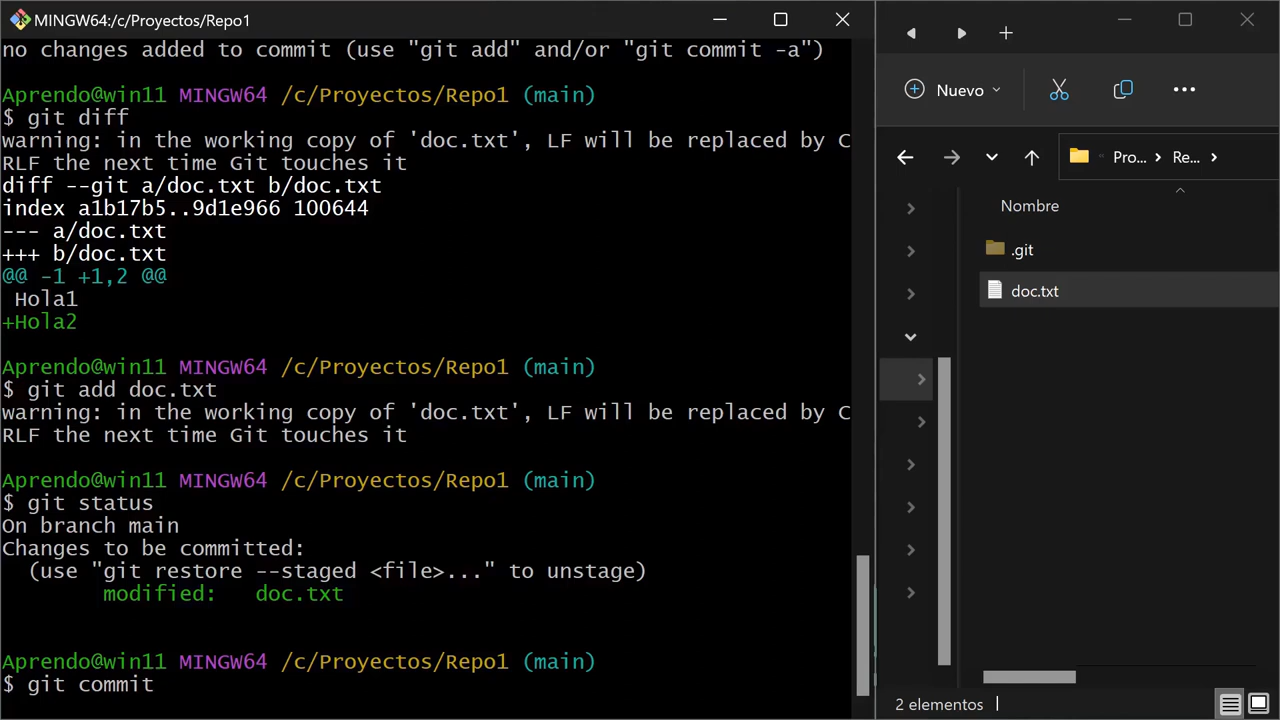 MINGW64:/c/Proyectos/Repo1
no changes added to commit (use "git add" and/or "git commit -a")
Aprendo@win11 MINGW64 /c/Proyectos/Repo1 (main)
$ git diff
warning: in the working copy of 'doc.txt', LF will be replaced by C
RLF the next time Git touches it
diff --git a/doc.txt b/doc.txt
index a1b17b5..9d1e966 100644
--- a/doc.txt
+++ b/doc.txt
@@ -1 +1,2 @@
 Hola1
+Hola2
Aprendo@win11 MINGW64 /c/Proyectos/Repo1 (main)
$ git add doc.txt
warning: in the working copy of 'doc.txt', LF will be replaced by C
RLF the next time Git touches it
Aprendo@win11 MINGW64 /c/Proyectos/Repo1 (main)
$ git status
On branch main
Changes to be committed:
  (use "git restore --staged <file>..." to unstage)
        modified:   doc.txt
Aprendo@win11 MINGW64 /c/Proyectos/Repo1 (main)
$ git commit
Nuevo
Pro... Re...
Nombre
.git
doc.txt
2 elementos